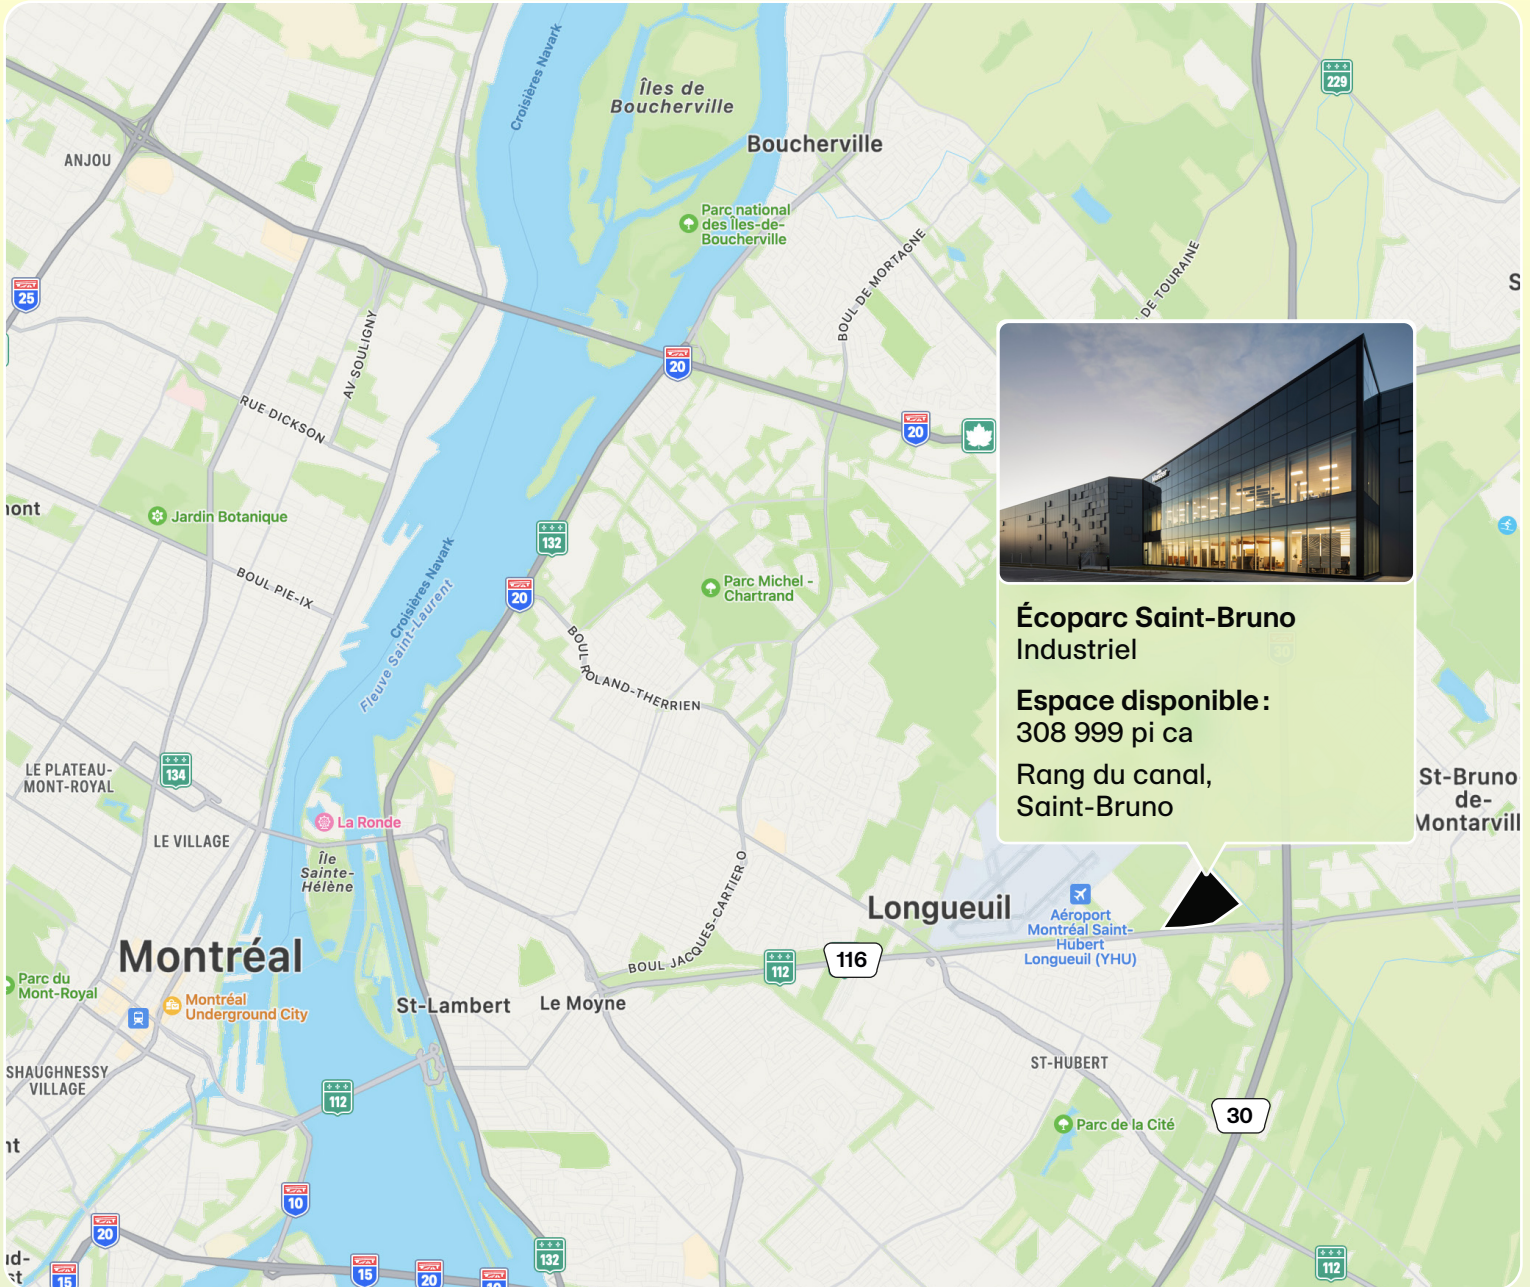 Croisières Navark
Îles de
Boucherville
229
Boucherville
ANJOU
Parc national
des Îles-de-
Boucherville
BOUL DE MORTAGNE
DE TOURAINE
25
AV SOULIGNY
20
RUE DICKSON
20
Jardin Botanique
132
BOUL PIE-IX
Croisières Navark
Fleuve Saint-Laurent
20
Parc Michel -
Chartrand
BOUL ROLAND-THERRIEN
Écoparc Saint-Bruno
Industriel
Espace disponible :
308 999 pi ca
Rang du canal,
Saint-Bruno
30
St-Bruno
de-
Montarvill
LE PLATEAU-
MONT-ROYAL
134
LE VILLAGE
La Ronde
Île
Sainte-
Hélène
BOUL JACQUES-CARTIER O
Longueuil
Aéroport
Montréal Saint-
Hubert
Longueuil (YHU)
Montréal
112
116
Parc du
Mont-Royal
Montréal
Underground City
St-Lambert
Le Moyne
SHAUGHNESSY
VILLAGE
112
ST-HUBERT
Parc de la Cité
30
10
20
15
15
20
132
112